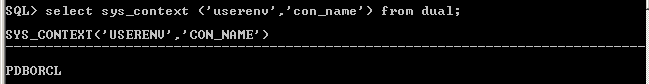 SQL> select sys_context ('userenv','con_name') from dual;
SYS_CONTEXT('USERENV','CON_NAME')
--------------------------------------------------------------------------------
PDBORCL